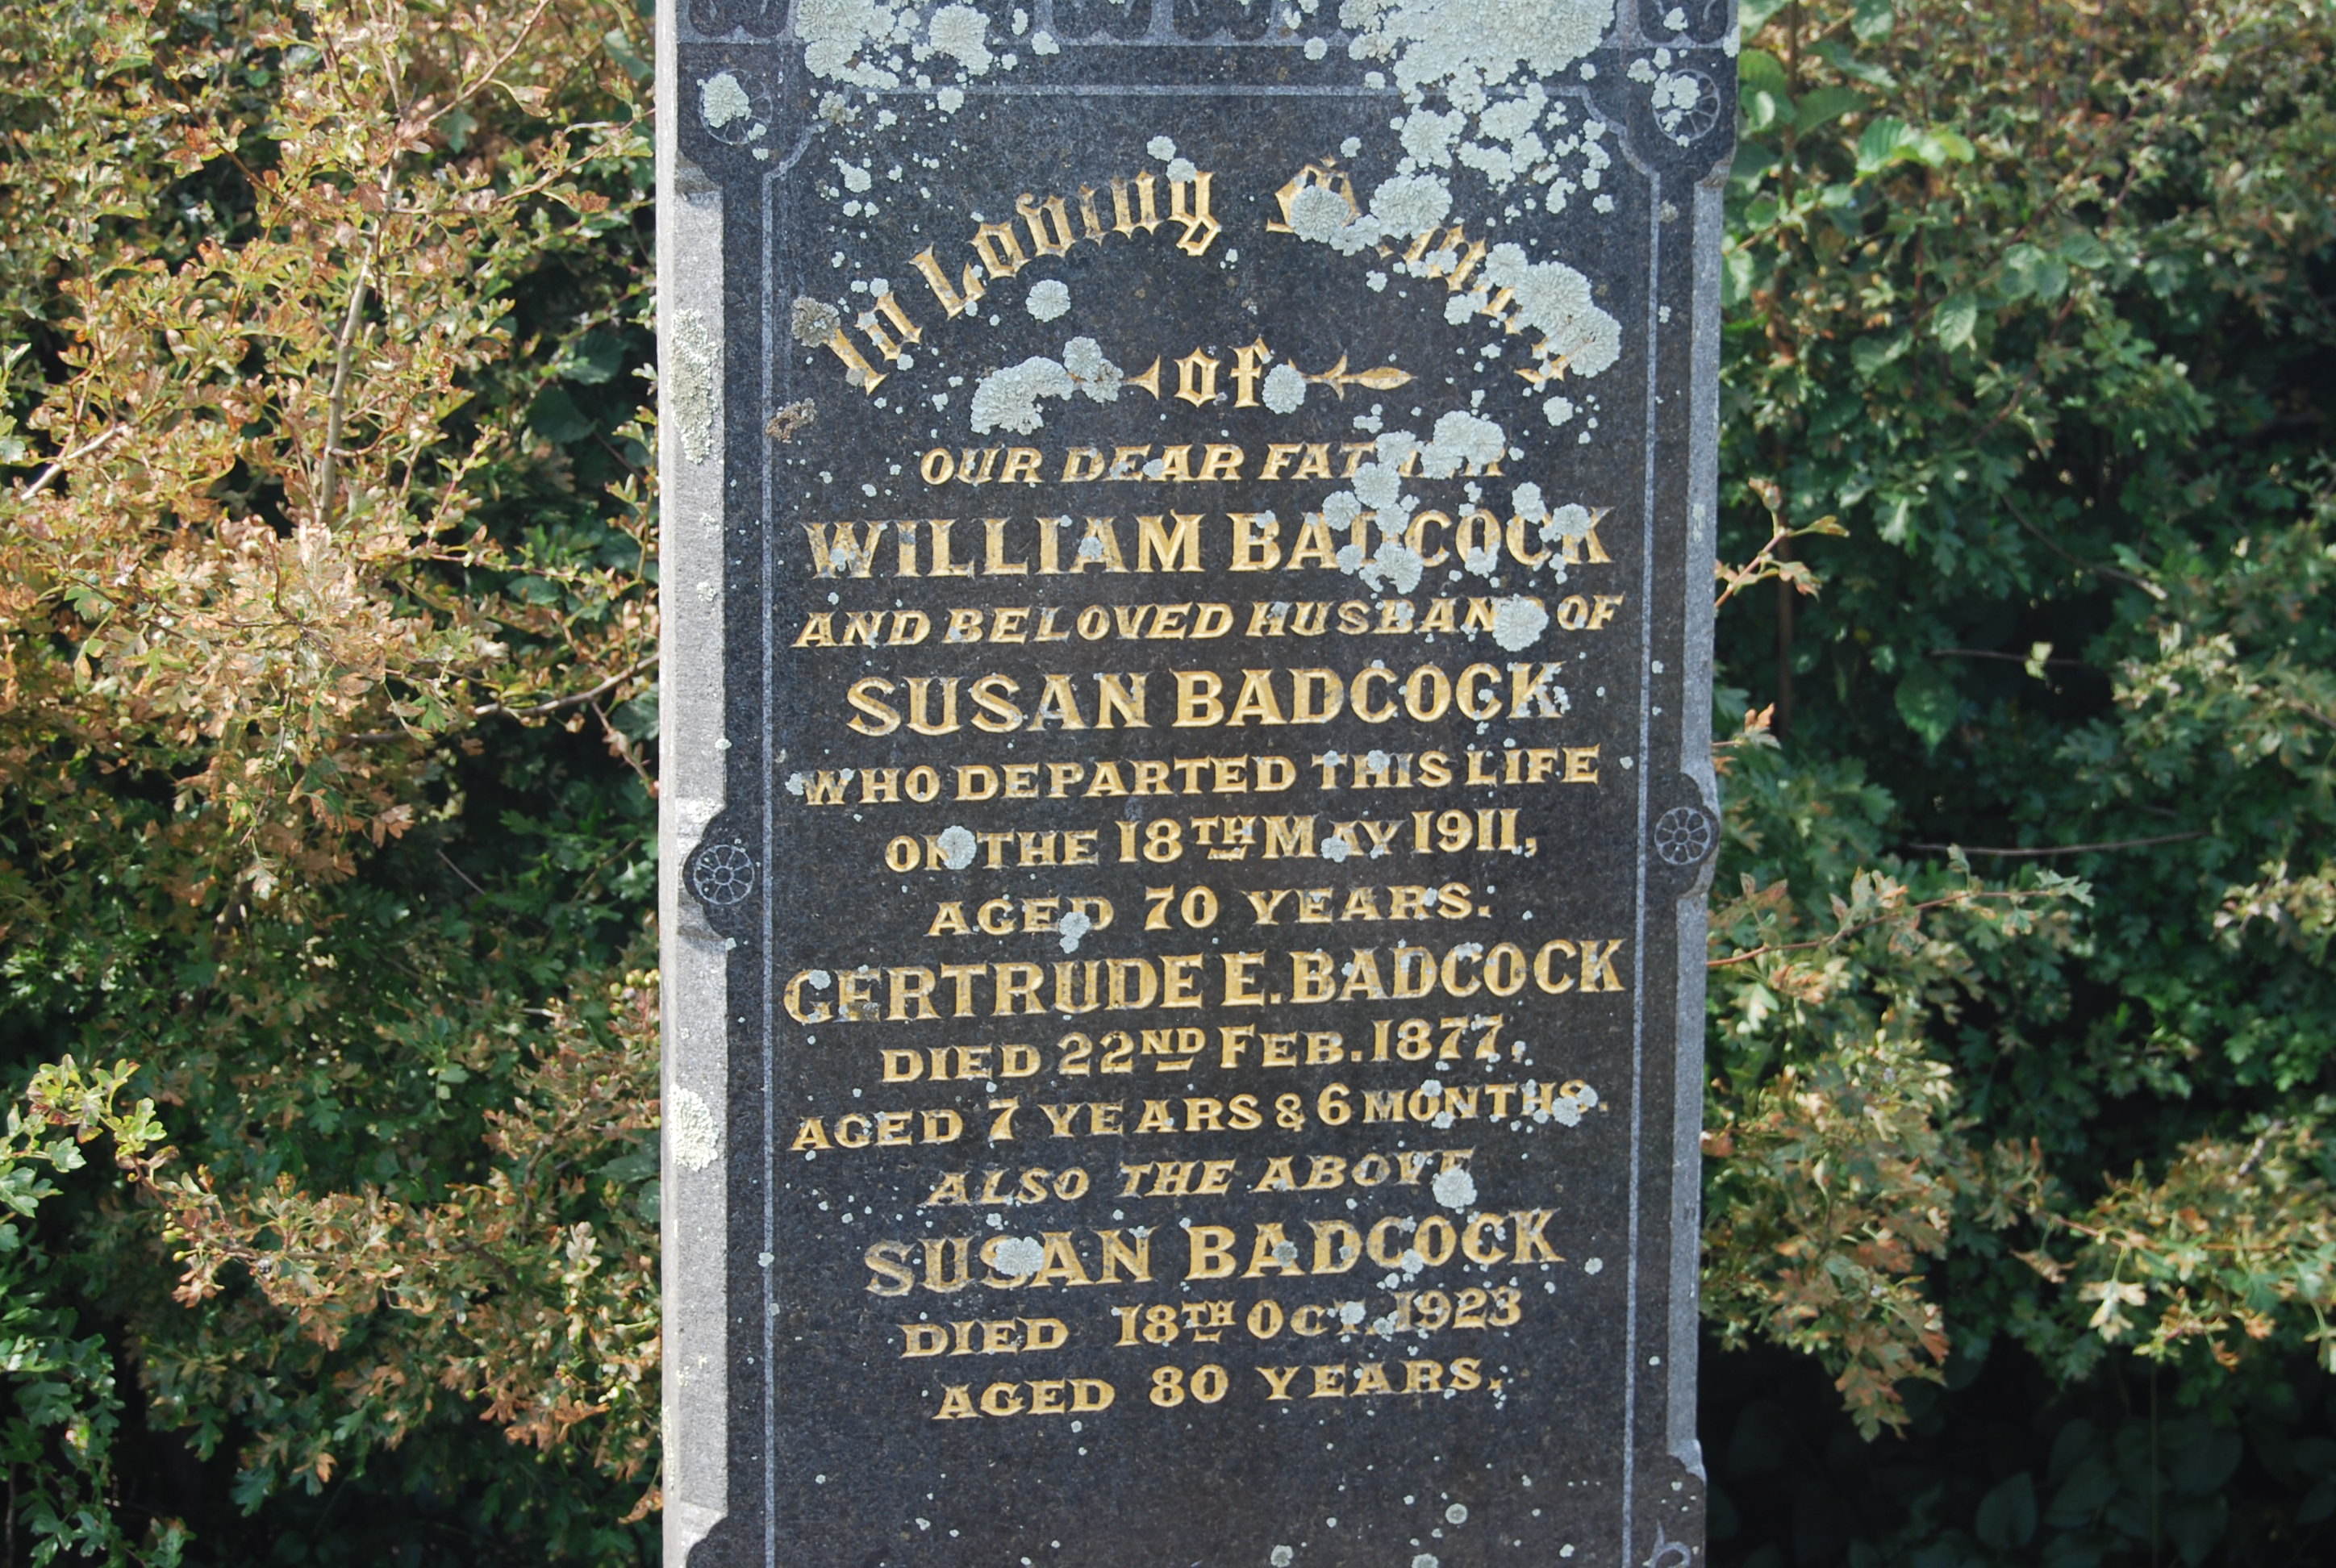 In Loving Memory
of
OUR DEAR FATHER
WILLIAM BADCOCK
AND BELOVED HUSBAND OF
SUSAN BADCOCK
WHO DEPARTED THIS LIFE
ON THE 18TH MAY 1911,
AGED 70 YEARS.
GERTRUDE E. BADCOCK
DIED 22ND FEB. 1877,
AGED 7 YEARS & 6 MONTHS.
ALSO THE ABOVE
SUSAN BADCOCK
DIED 18TH OCT. 1923
AGED 80 YEARS.